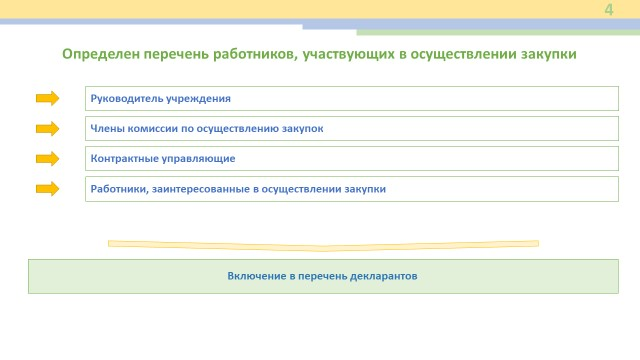 4
Определен перечень работников, участвующих в осуществлении закупки
Руководитель учреждения
Члены комиссии по осуществлению закупок
Контрактные управляющие
Работники, заинтересованные в осуществлении закупки
Включение в перечень декларантов